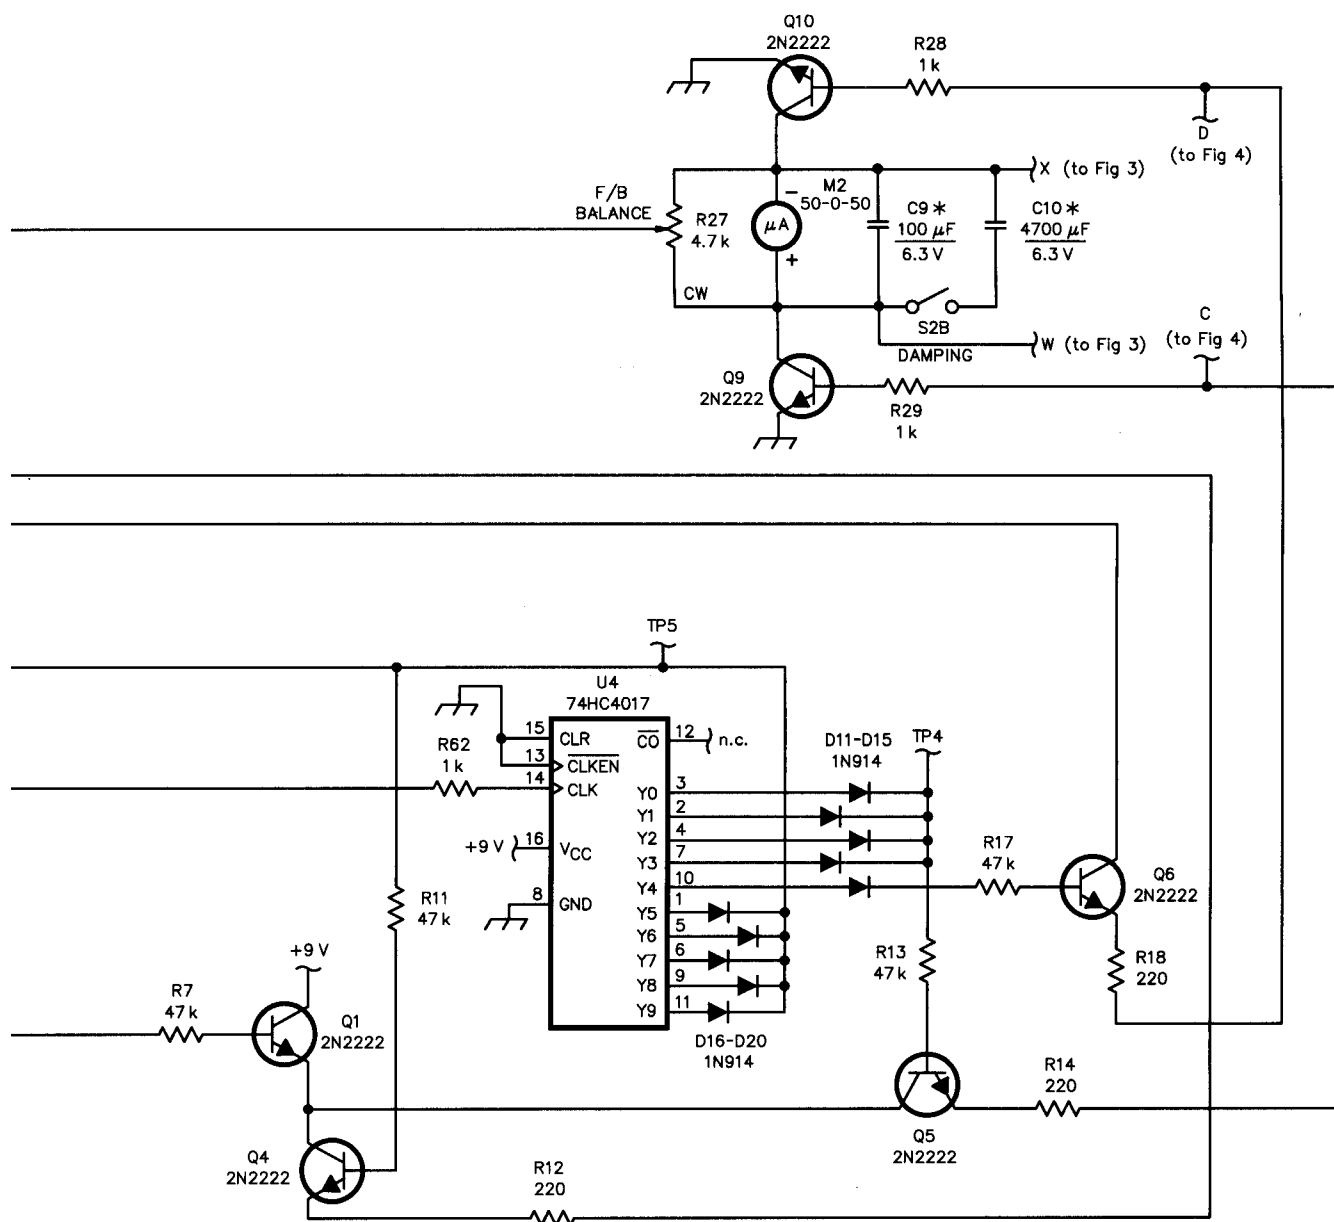 Q10
2N2222
R28
1 k
D
(to Fig 4)
X (to Fig 3)
F/B
BALANCE
R27
4.7 k
M2
50-0-50
−
μA
+
C9 *
100 μF
6.3 V
C10 *
4700 μF
6.3 V
CW
S2B
DAMPING
W (to Fig 3)
C
(to Fig 4)
Q9
2N2222
R29
1 k
TP5
U4
74HC4017
15 CLR
13 CLKEN
14 CLK
16 VCC
8 GND
CO 12
n.c.
R62
1 k
+9 V
Y0 3
Y1 2
Y2 4
Y3 7
Y4 10
Y5 1
Y6 5
Y7 6
Y8 9
Y9 11
D11-D15
1N914
TP4
R17
47 k
Q6
2N2222
R11
47 k
R13
47 k
R18
220
+9 V
R7
47 k
Q1
2N2222
D16-D20
1N914
R14
220
Q5
2N2222
Q4
2N2222
R12
220